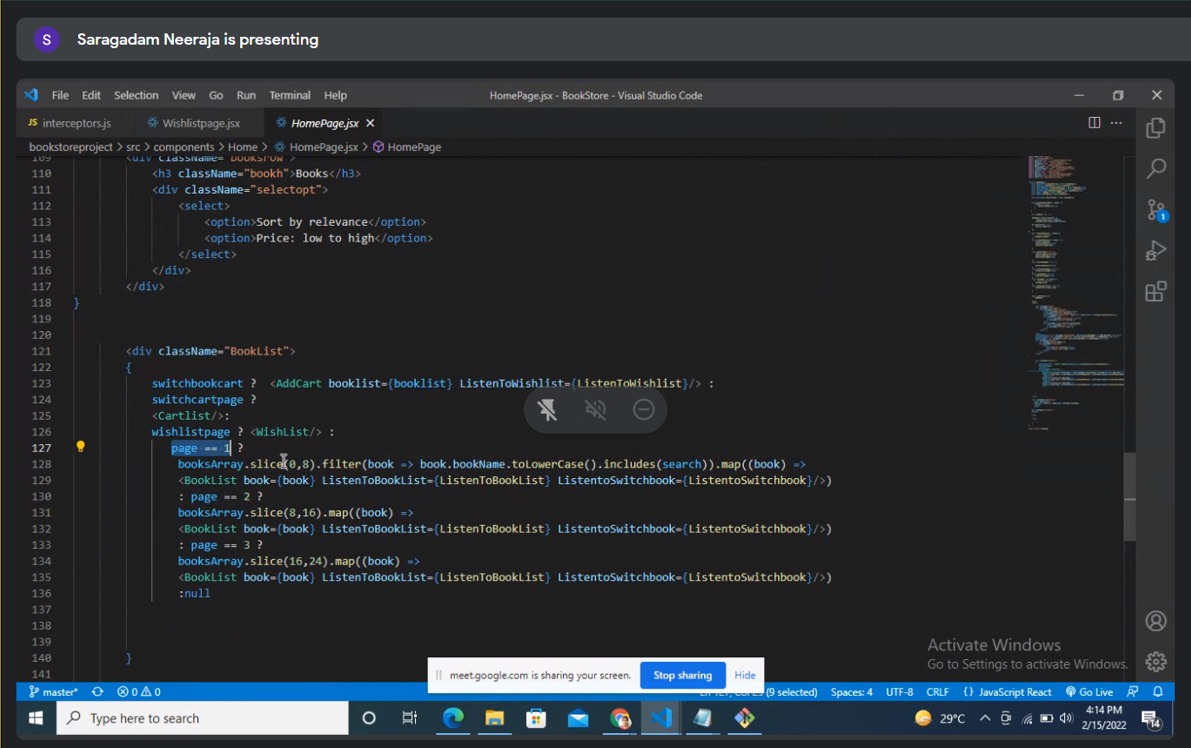 S Saragadam Neeraja is presenting
File Edit Selection View Go Run Terminal Help HomePage.jsx - BookStore - Visual Studio Code
JS interceptors.js Wishlistpage.jsx HomePage.jsx
bookstoreproject > src > components > Home > HomePage.jsx > HomePage
109 <div className="booksrow">
110 <h3 className="bookh">Books</h3>
111 <div className="selectopt">
112 <select>
113 <option>Sort by relevance</option>
114 <option>Price: low to high</option>
115 </select>
116 </div>
117 </div>
118 }
119
120
121 <div className="BookList">
122 {
123 switchbookcart ? <AddCart booklist={booklist} ListenToWishlist={ListenToWishlist}/> :
124 switchcartpage ?
125 <Cartlist/>:
126 wishlistpage ? <WishList/> :
127 page == 1 ?
128 booksArray.slice(0,8).filter(book => book.bookName.toLowerCase().includes(search)).map((book) =>
129 <BookList book={book} ListenToBookList={ListenToBookList} ListentoSwitchbook={ListentoSwitchbook}/>)
130 : page == 2 ?
131 booksArray.slice(8,16).map((book) =>
132 <BookList book={book} ListenToBookList={ListenToBookList} ListentoSwitchbook={ListentoSwitchbook}/>)
133 : page == 3 ?
134 booksArray.slice(16,24).map((book) =>
135 <BookList book={book} ListenToBookList={ListenToBookList} ListentoSwitchbook={ListentoSwitchbook}/>)
136 :null
137
138
139
140 }
141
1
Activate Windows
Go to Settings to activate Windows.
meet.google.com is sharing your screen. Stop sharing Hide
master* 0 0 (9 selected) Spaces: 4 UTF-8 CRLF {} JavaScript React Go Live
Type here to search 29°C 4:14 PM
2/15/2022 14